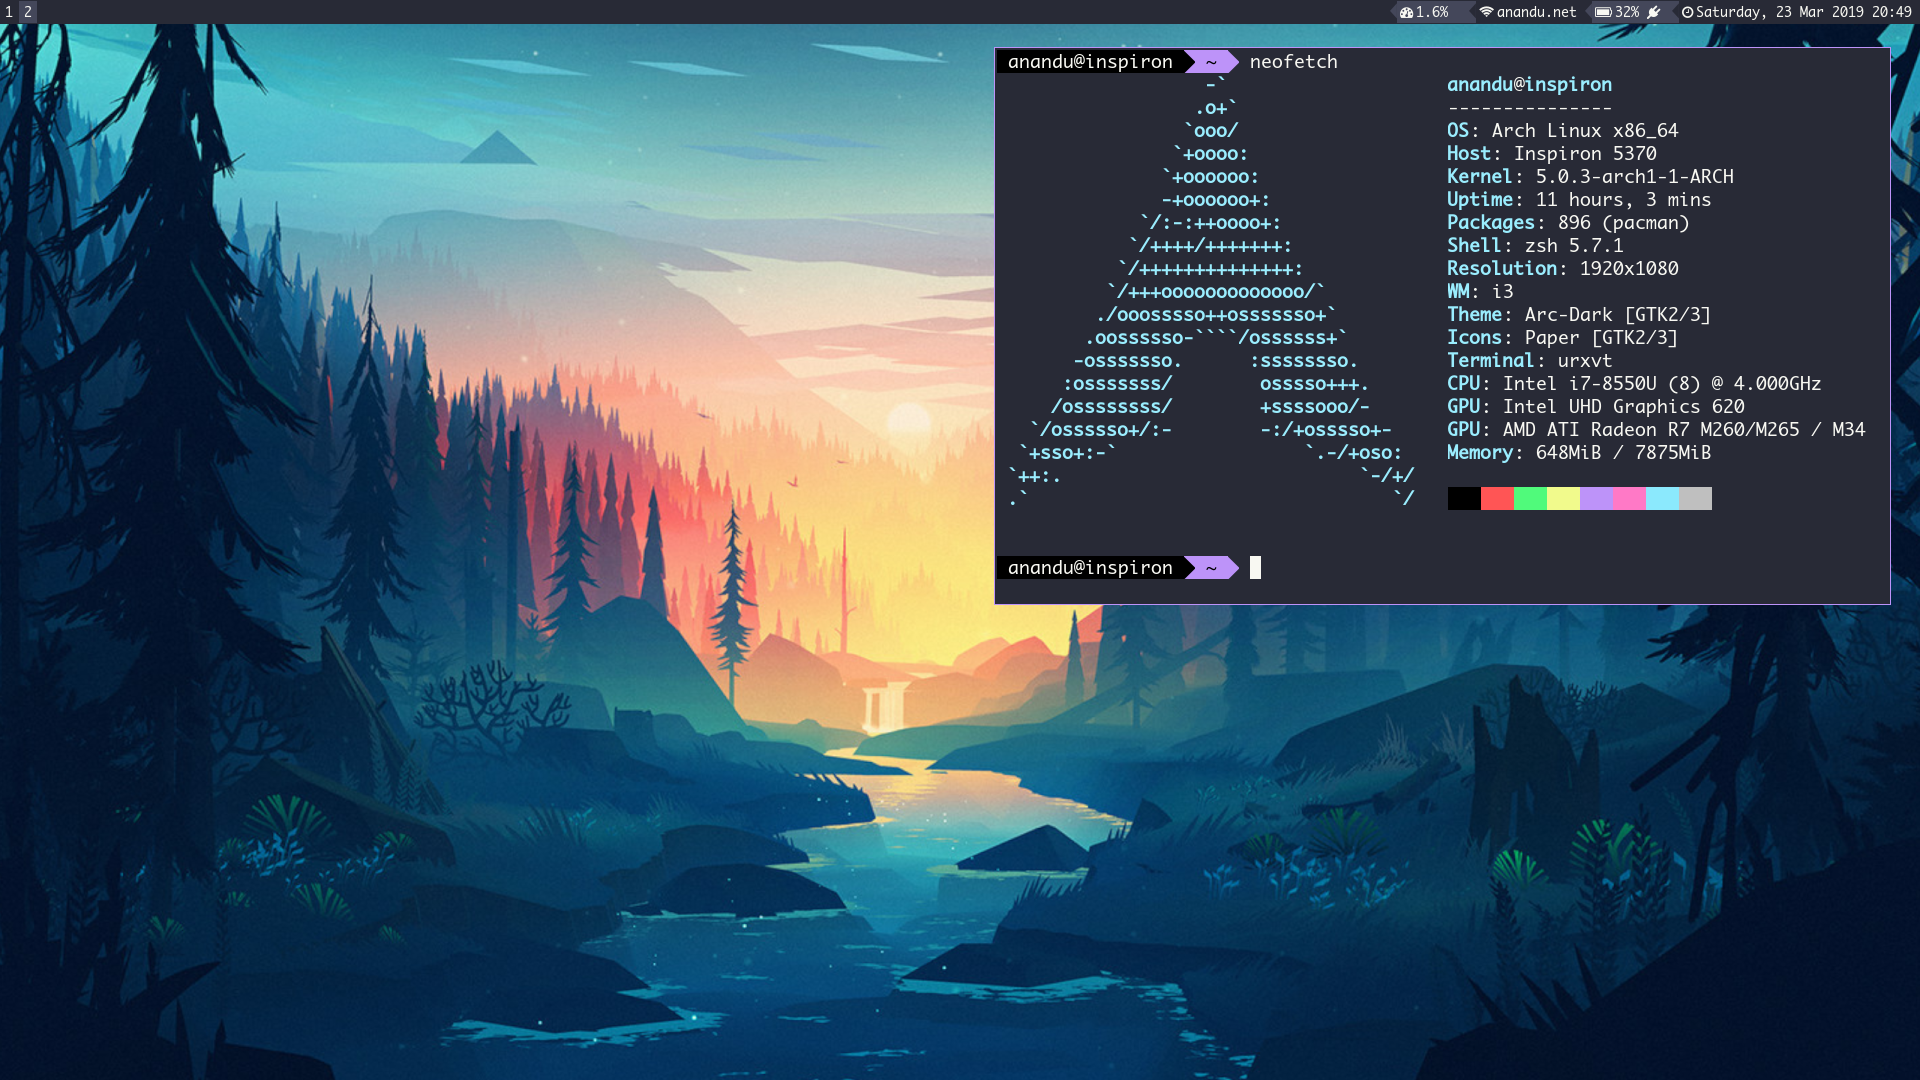 1 2 1.6% anandu.net 32% Saturday, 23 Mar 2019 20:49
anandu@inspiron ~ neofetch
-`
.o+`
`ooo/
`+oooo:
`+oooooo:
-+oooooo+:
`/:-:++oooo+:
`/++++/+++++++:
`/++++++++++++++:
`/+++ooooooooooooo/`
./ooosssso++osssssso+`
.oossssso-````/ossssss+`
-osssssso. :ssssssso.
:osssssss/ osssso+++.
/ossssssss/ +ssssooo/-
`/ossssso+/:- -:/+osssso+-
`+sso+:-` `.-/+oso:
`++:. `-/+/
.` `/
anandu@inspiron
---------------
OS: Arch Linux x86_64
Host: Inspiron 5370
Kernel: 5.0.3-arch1-1-ARCH
Uptime: 11 hours, 3 mins
Packages: 896 (pacman)
Shell: zsh 5.7.1
Resolution: 1920x1080
WM: i3
Theme: Arc-Dark [GTK2/3]
Icons: Paper [GTK2/3]
Terminal: urxvt
CPU: Intel i7-8550U (8) @ 4.000GHz
GPU: Intel UHD Graphics 620
GPU: AMD ATI Radeon R7 M260/M265 / M34
Memory: 648MiB / 7875MiB
anandu@inspiron ~